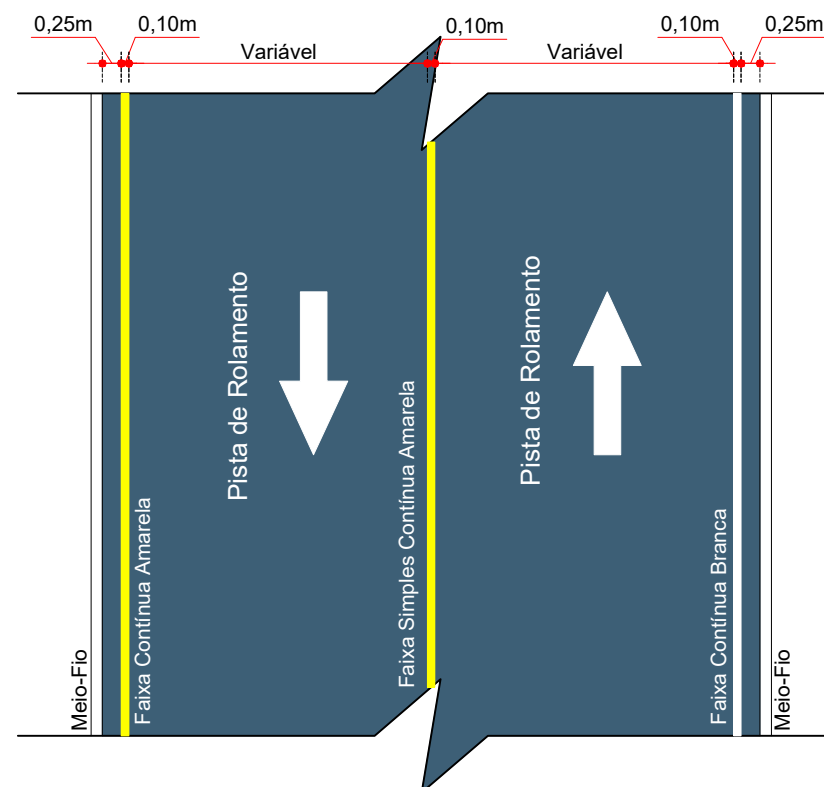 0,25m
0,10m
Variável
0,10m
Variável
0,10m
0,25m
Meio-Fio
Faixa Contínua Amarela
Pista de Rolamento
Faixa Simples Contínua Amarela
Pista de Rolamento
Faixa Contínua Branca
Meio-Fio